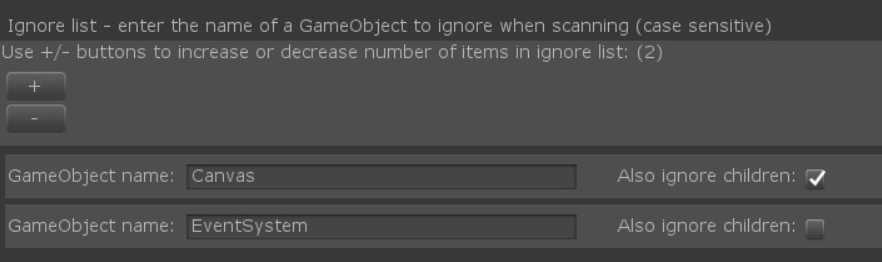 Ignore list - enter the name of a GameObject to ignore when scanning (case sensitive)
Use +/- buttons to increase or decrease number of items in ignore list: (2)
+
-
GameObject name: Canvas Also ignore children:
GameObject name: EventSystem Also ignore children: